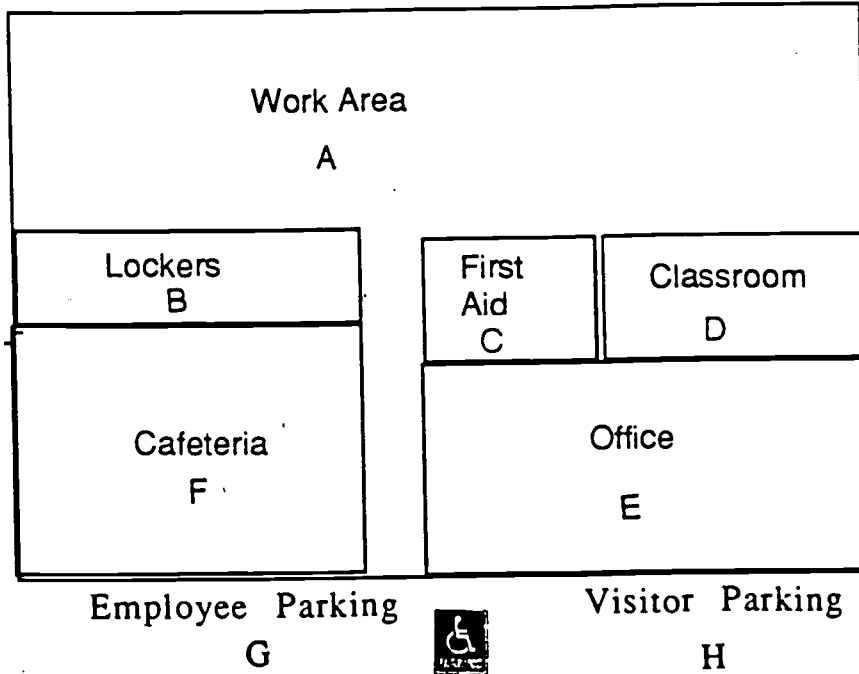 Work Area
A
Lockers
B
First
Aid
C
Classroom
D
Cafeteria
F
Office
E
Employee Parking
G
Visitor Parking
H